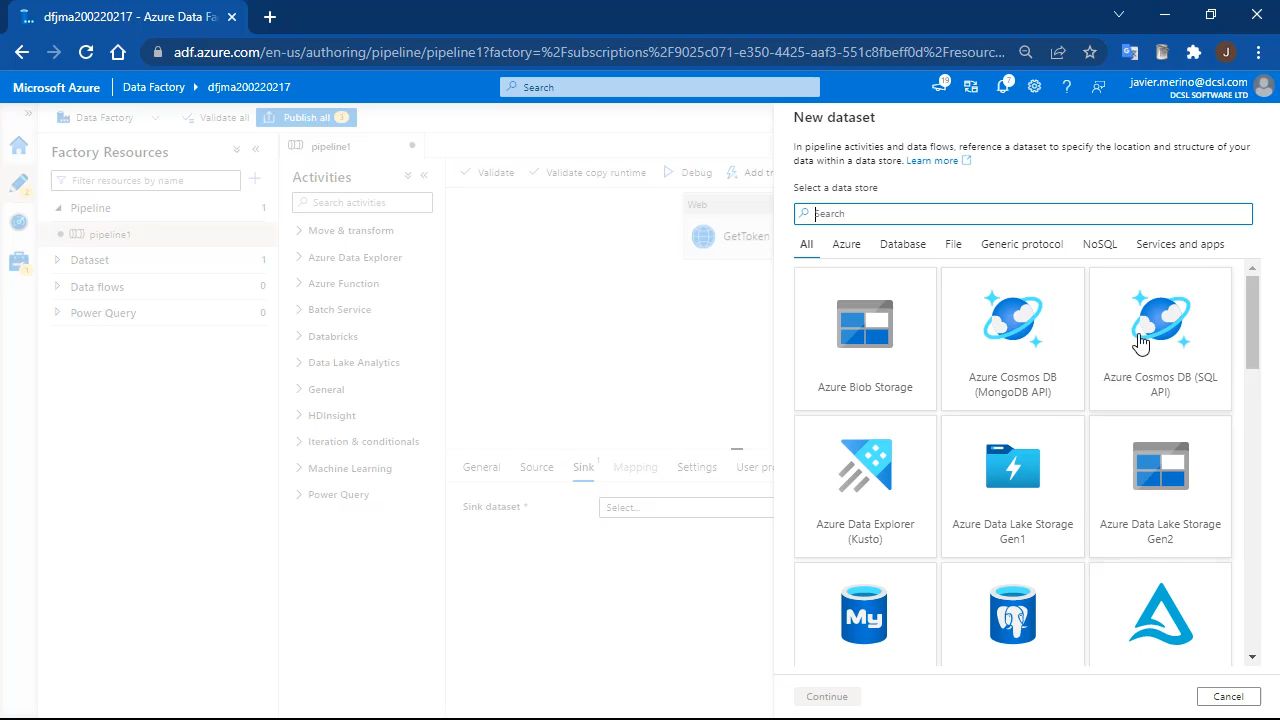 dfjma200220217 - Azure Data Fa
adf.azure.com/en-us/authoring/pipeline/pipeline1?factory=%2Fsubscriptions%2F9025c071-e350-4425-aaf3-551c8fbeff0d%2Fresourc...
J
Microsoft Azure
Data Factory
dfjma200220217
Search
19
7
javier.merino@dcsl.com
DCSL SOFTWARE LTD
Data Factory
Validate all
Publish all
Factory Resources
Filter resources by name
Pipeline 1
pipeline1
Dataset 1
Data flows 0
Power Query 0
pipeline1
Activities
Search activities
Move & transform
Azure Data Explorer
Azure Function
Batch Service
Databricks
Data Lake Analytics
General
HDInsight
Iteration & conditionals
Machine Learning
Power Query
Validate
Validate copy runtime
Debug
Add tr
Web
GetToken
General
Source
Sink 1
Mapping
Settings
User pro
Sink dataset *
Select...
New dataset
In pipeline activities and data flows, reference a dataset to specify the location and structure of your
data within a data store. Learn more
Select a data store
Search
All
Azure
Database
File
Generic protocol
NoSQL
Services and apps
Azure Blob Storage
Azure Cosmos DB
(MongoDB API)
Azure Cosmos DB (SQL
API)
Azure Data Explorer
(Kusto)
Azure Data Lake Storage
Gen1
Azure Data Lake Storage
Gen2
My
Continue
Cancel